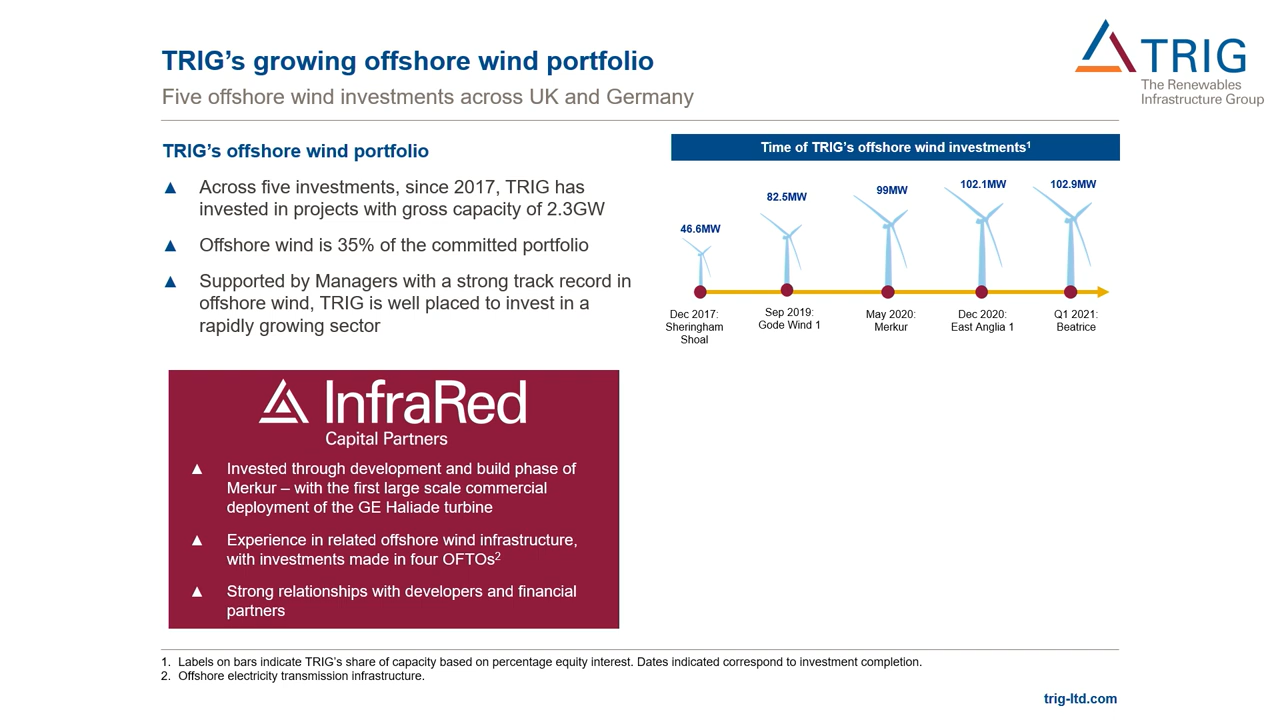 TRIG’s growing offshore wind portfolio
Five offshore wind investments across UK and Germany
TRIG
The Renewables
Infrastructure Group
TRIG’s offshore wind portfolio
▲ Across five investments, since 2017, TRIG has
invested in projects with gross capacity of 2.3GW
▲ Offshore wind is 35% of the committed portfolio
▲ Supported by Managers with a strong track record in
offshore wind, TRIG is well placed to invest in a
rapidly growing sector
Time of TRIG’s offshore wind investments1
46.6MW
82.5MW
99MW
102.1MW
102.9MW
Dec 2017:
Sheringham
Shoal
Sep 2019:
Gode Wind 1
May 2020:
Merkur
Dec 2020:
East Anglia 1
Q1 2021:
Beatrice
InfraRed
Capital Partners
▲ Invested through development and build phase of
Merkur – with the first large scale commercial
deployment of the GE Haliade turbine
▲ Experience in related offshore wind infrastructure,
with investments made in four OFTOs2
▲ Strong relationships with developers and financial
partners
1. Labels on bars indicate TRIG’s share of capacity based on percentage equity interest. Dates indicated correspond to investment completion.
2. Offshore electricity transmission infrastructure.
trig-ltd.com